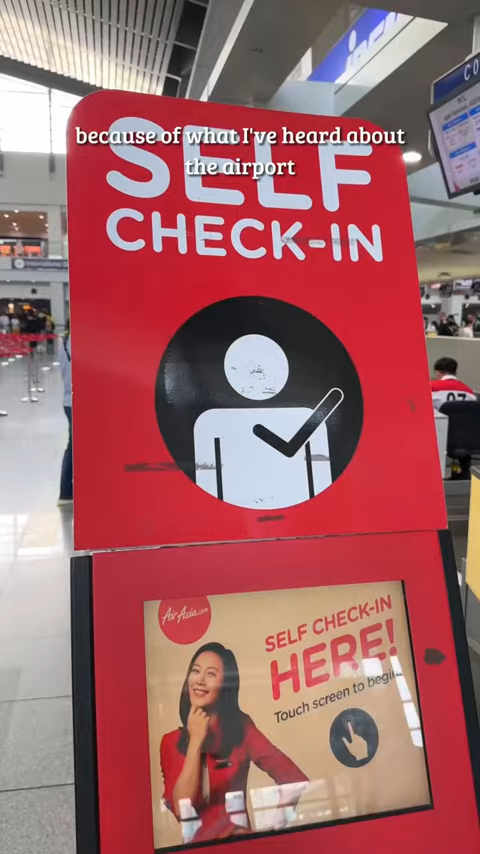 because of what I've heard about
the airport
SELF
CHECK-IN
AirAsia.com
SELF CHECK-IN
HERE!
Touch screen to begin
07